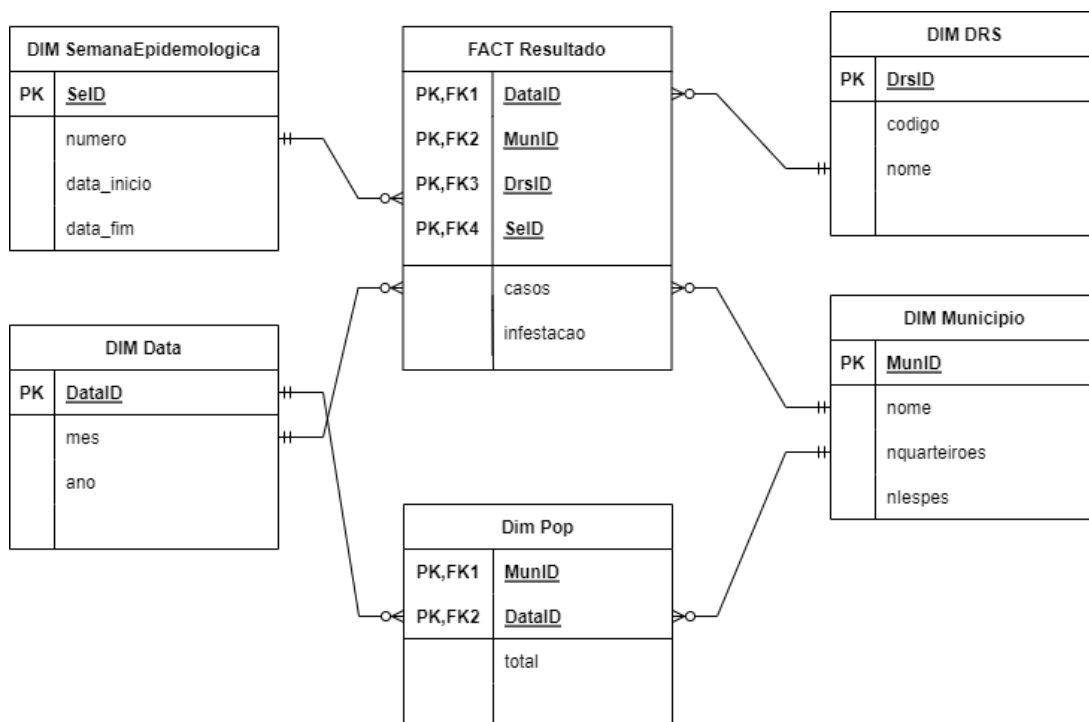 DIM SemanaEpidemologica
PK SeID
numero
data_inicio
data_fim
FACT Resultado
PK,FK1 DataID
PK,FK2 MunID
PK,FK3 DrsID
PK,FK4 SeID
casos
infestacao
DIM DRS
PK DrsID
codigo
nome
DIM Data
PK DataID
mes
ano
DIM Municipio
PK MunID
nome
nquarteiroes
nlespes
Dim Pop
PK,FK1 MunID
PK,FK2 DataID
total